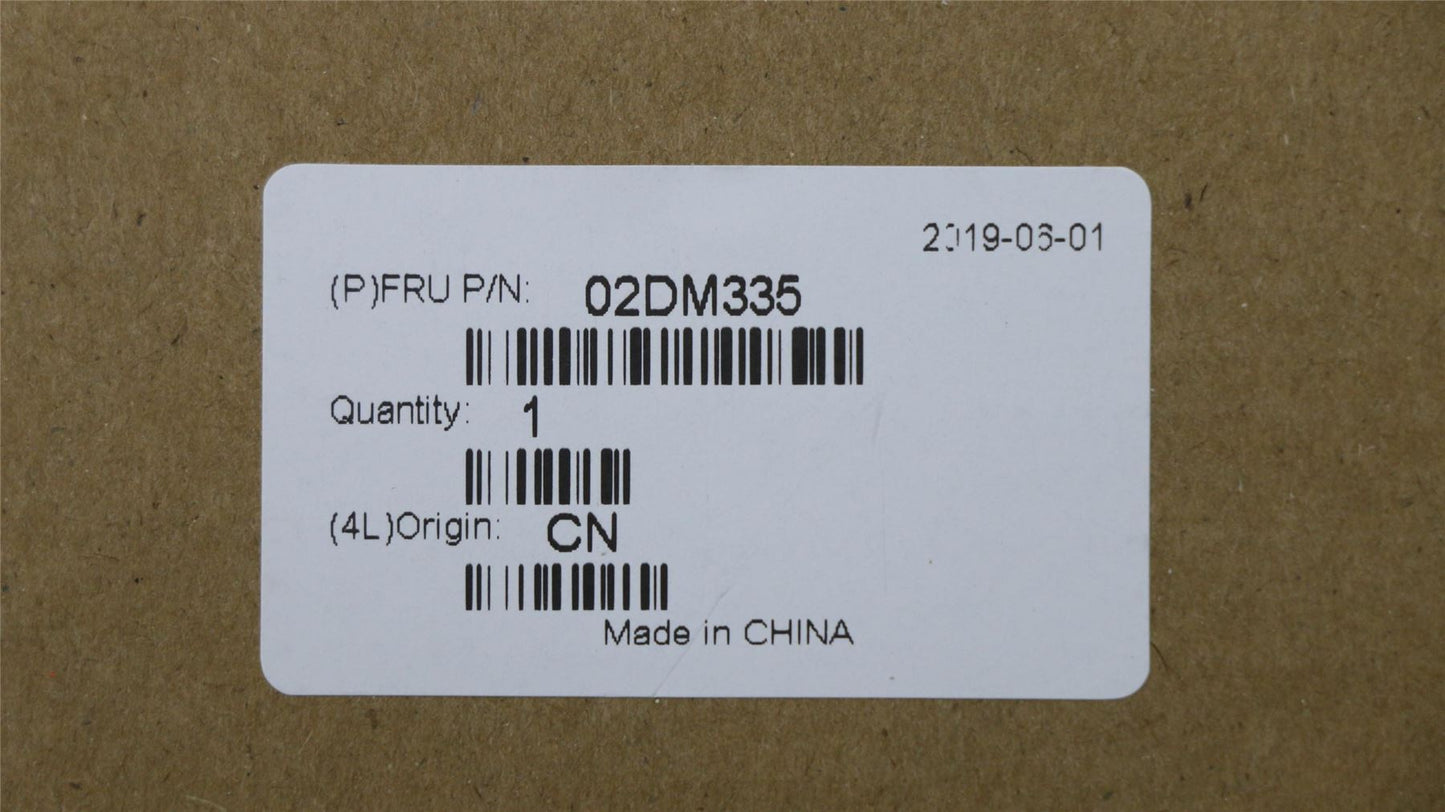 2019-06-01
(P)FRU P/N: 02DM335
Quantity: 1
(4L)Origin: CN
Made in CHINA